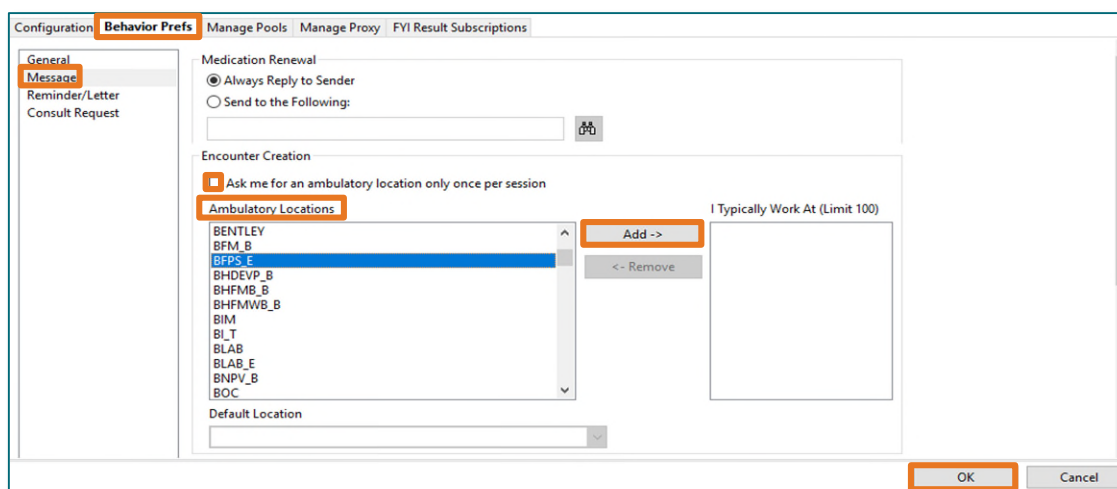 Configuration Behavior Prefs Manage Pools Manage Proxy FYI Result Subscriptions
General
Message
Reminder/Letter
Consult Request
Medication Renewal
Always Reply to Sender
Send to the Following:
Encounter Creation
Ask me for an ambulatory location only once per session
Ambulatory Locations
BENTLEY
BFM_B
BFPS_E
BHDEVP_B
BHFMB_B
BHFMWB_B
BIM
BI_T
BLAB
BLAB_E
BNPV_B
BOC
Add ->
<- Remove
I Typically Work At (Limit 100)
Default Location
OK Cancel